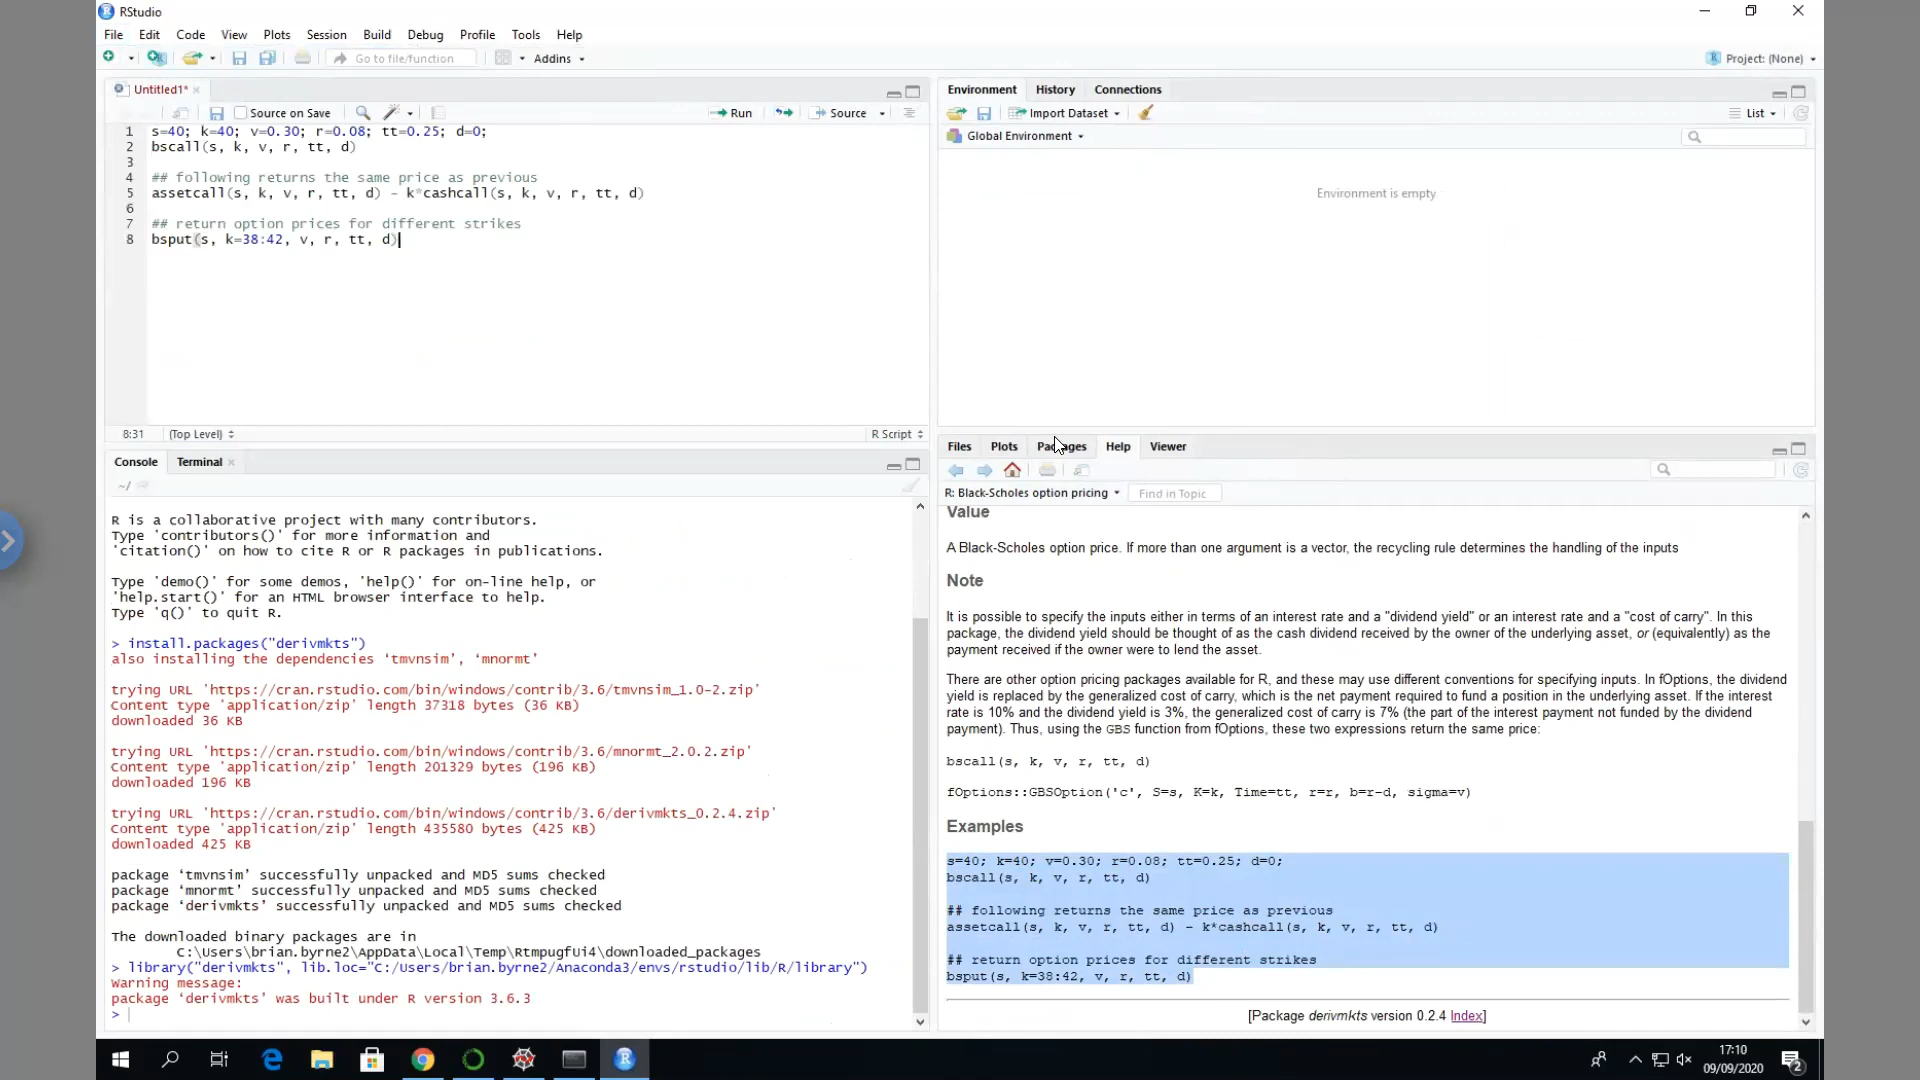 RStudio
File Edit Code View Plots Session Build Debug Profile Tools Help
Go to file/function Addins Project: (None)
Untitled1*
Source on Save Run Source
1 s=40; k=40; v=0.30; r=0.08; tt=0.25; d=0;
2 bscall(s, k, v, r, tt, d)
3
4 ## following returns the same price as previous
5 assetcall(s, k, v, r, tt, d) - k*cashcall(s, k, v, r, tt, d)
6
7 ## return option prices for different strikes
8 bsput(s, k=38:42, v, r, tt, d)
8:31 (Top Level) R Script
Console Terminal
~/
R is a collaborative project with many contributors.
Type 'contributors()' for more information and
'citation()' on how to cite R or R packages in publications.
Type 'demo()' for some demos, 'help()' for on-line help, or
'help.start()' for an HTML browser interface to help.
Type 'q()' to quit R.
> install.packages("derivmkts")
also installing the dependencies ‘tmvnsim’, ‘mnormt’
trying URL 'https://cran.rstudio.com/bin/windows/contrib/3.6/tmvnsim_1.0-2.zip'
Content type 'application/zip' length 37318 bytes (36 KB)
downloaded 36 KB
trying URL 'https://cran.rstudio.com/bin/windows/contrib/3.6/mnormt_2.0.2.zip'
Content type 'application/zip' length 201329 bytes (196 KB)
downloaded 196 KB
trying URL 'https://cran.rstudio.com/bin/windows/contrib/3.6/derivmkts_0.2.4.zip'
Content type 'application/zip' length 435580 bytes (425 KB)
downloaded 425 KB
package ‘tmvnsim’ successfully unpacked and MD5 sums checked
package ‘mnormt’ successfully unpacked and MD5 sums checked
package ‘derivmkts’ successfully unpacked and MD5 sums checked
The downloaded binary packages are in
C:\Users\brian.byrne2\AppData\Local\Temp\RtmpugfUi4\downloaded_packages
> library("derivmkts", lib.loc="C:/Users/brian.byrne2/Anaconda3/envs/rstudio/lib/R/library")
Warning message:
package ‘derivmkts’ was built under R version 3.6.3
>
Environment History Connections
Import Dataset List
Global Environment
Environment is empty
Files Plots Packages Help Viewer
R: Black-Scholes option pricing Find in Topic
Value
A Black-Scholes option price. If more than one argument is a vector, the recycling rule determines the handling of the inputs
Note
It is possible to specify the inputs either in terms of an interest rate and a "dividend yield" or an interest rate and a "cost of carry". In this
package, the dividend yield should be thought of as the cash dividend received by the owner of the underlying asset, or (equivalently) as the
payment received if the owner were to lend the asset.
There are other option pricing packages available for R, and these may use different conventions for specifying inputs. In fOptions, the dividend
yield is replaced by the generalized cost of carry, which is the net payment required to fund a position in the underlying asset. If the interest
rate is 10% and the dividend yield is 3%, the generalized cost of carry is 7% (the part of the interest payment not funded by the dividend
payment). Thus, using the GBS function from fOptions, these two expressions return the same price:
bscall(s, k, v, r, tt, d)
fOptions::GBSOption('c', S=s, K=k, Time=tt, r=r, b=r-d, sigma=v)
Examples
s=40; k=40; v=0.30; r=0.08; tt=0.25; d=0;
bscall(s, k, v, r, tt, d)
## following returns the same price as previous
assetcall(s, k, v, r, tt, d) - k*cashcall(s, k, v, r, tt, d)
## return option prices for different strikes
bsput(s, k=38:42, v, r, tt, d)
[Package derivmkts version 0.2.4 Index]
17:10
09/09/2020
2